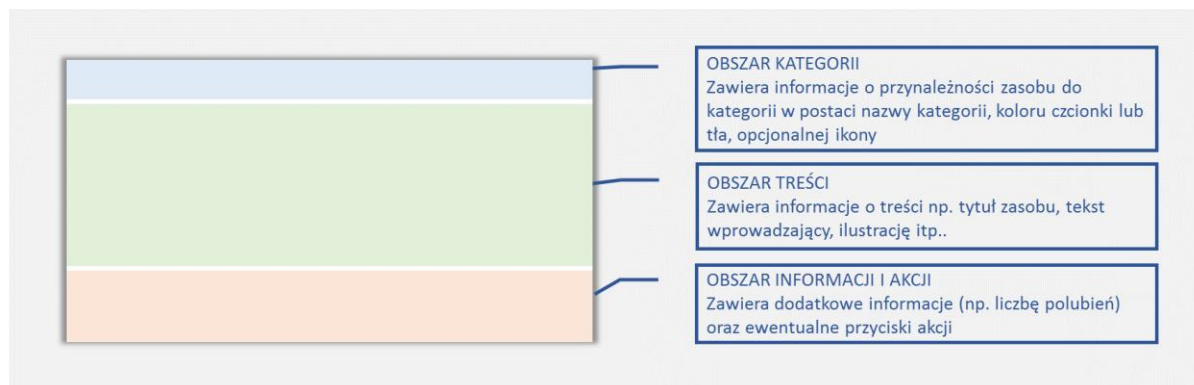 OBSZAR KATEGORII
Zawiera informacje o przynależności zasobu do
kategorii w postaci nazwy kategorii, koloru czcionki lub
tła, opcjonalnej ikony
OBSZAR TREŚCI
Zawiera informacje o treści np. tytuł zasobu, tekst
wprowadzający, ilustrację itp..
OBSZAR INFORMACJI I AKCJI
Zawiera dodatkowe informacje (np. liczbę polubień)
oraz ewentualne przyciski akcji